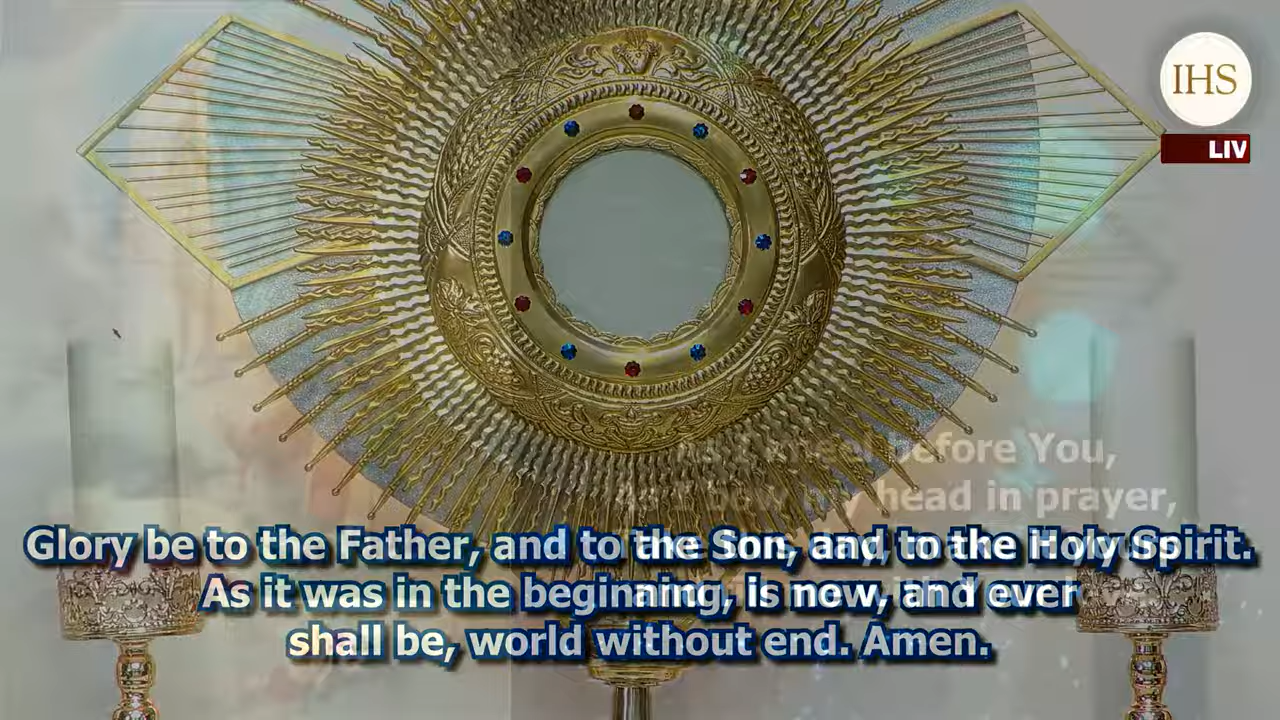 IHS
LIV
before You,
head in prayer,
Glory be to the Father, and to the Son, and to the Holy Spirit.
As it was in the beginning, is now, and ever
shall be, world without end. Amen.